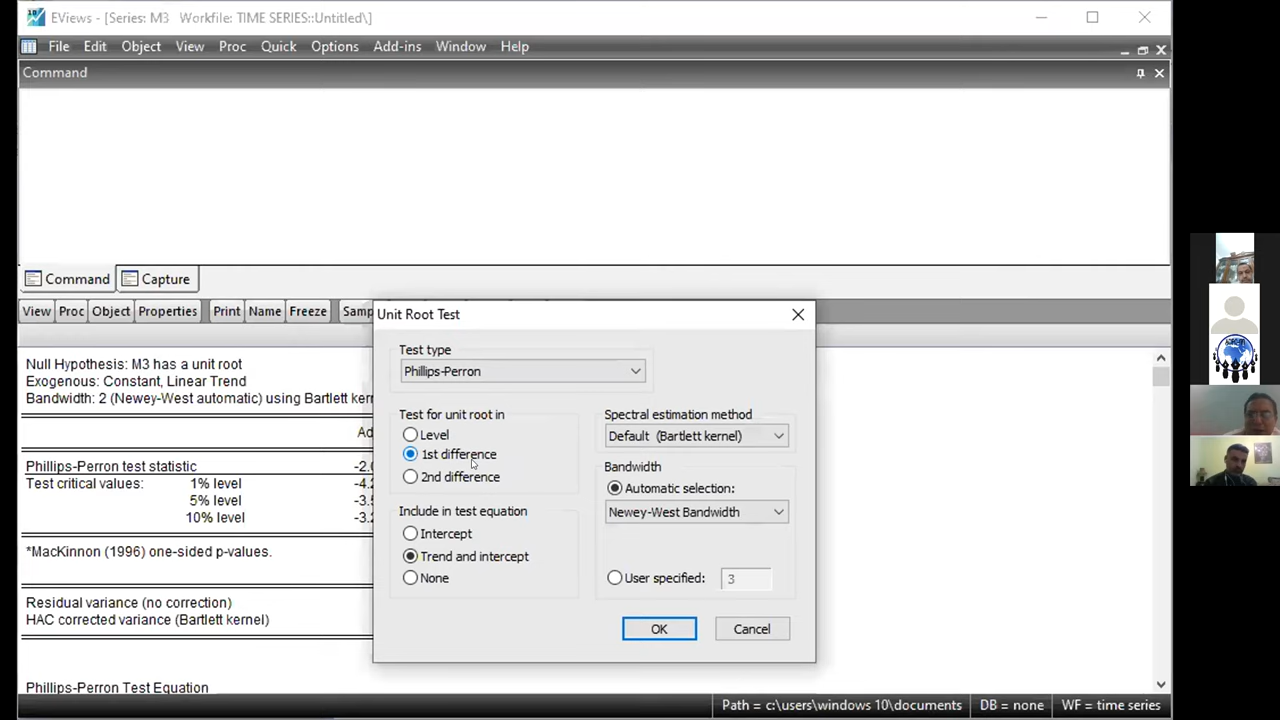 EViews - [Series: M3 Workfile: TIME SERIES::Untitled\]
File Edit Object View Proc Quick Options Add-ins Window Help
Command
Command Capture
View Proc Object Properties Print Name Freeze Samp
Unit Root Test
Test type
Phillips-Perron
Test for unit root in
Level
1st difference
2nd difference
Include in test equation
Intercept
Trend and intercept
None
Spectral estimation method
Default (Bartlett kernel)
Bandwidth
Automatic selection:
Newey-West Bandwidth
User specified: 3
OK Cancel
Null Hypothesis: M3 has a unit root
Exogenous: Constant, Linear Trend
Bandwidth: 2 (Newey-West automatic) using Bartlett ker
Ad
Phillips-Perron test statistic -2.
Test critical values: 1% level -4.
5% level -3.
10% level -3.
*MacKinnon (1996) one-sided p-values.
Residual variance (no correction)
HAC corrected variance (Bartlett kernel)
Phillips-Perron Test Equation
Path = c:\users\windows 10\documents DB = none WF = time series